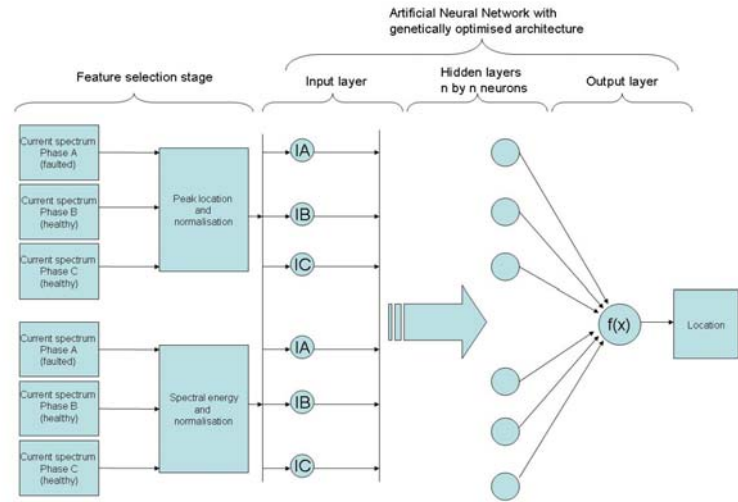 Artificial Neural Network with
genetically optimised architecture
Feature selection stage
Input layer
Hidden layers
n by n neurons
Output layer
Current spectrum
Phase A
(faulted)
Current spectrum
Phase B
(healthy)
Current spectrum
Phase C
(healthy)
Peak location
and
normalisation
IA
IB
IC
Current spectrum
Phase A
(faulted)
Current spectrum
Phase B
(healthy)
Current spectrum
Phase C
(healthy)
Spectral energy
and
normalisation
IA
IB
IC
f(x)
Location